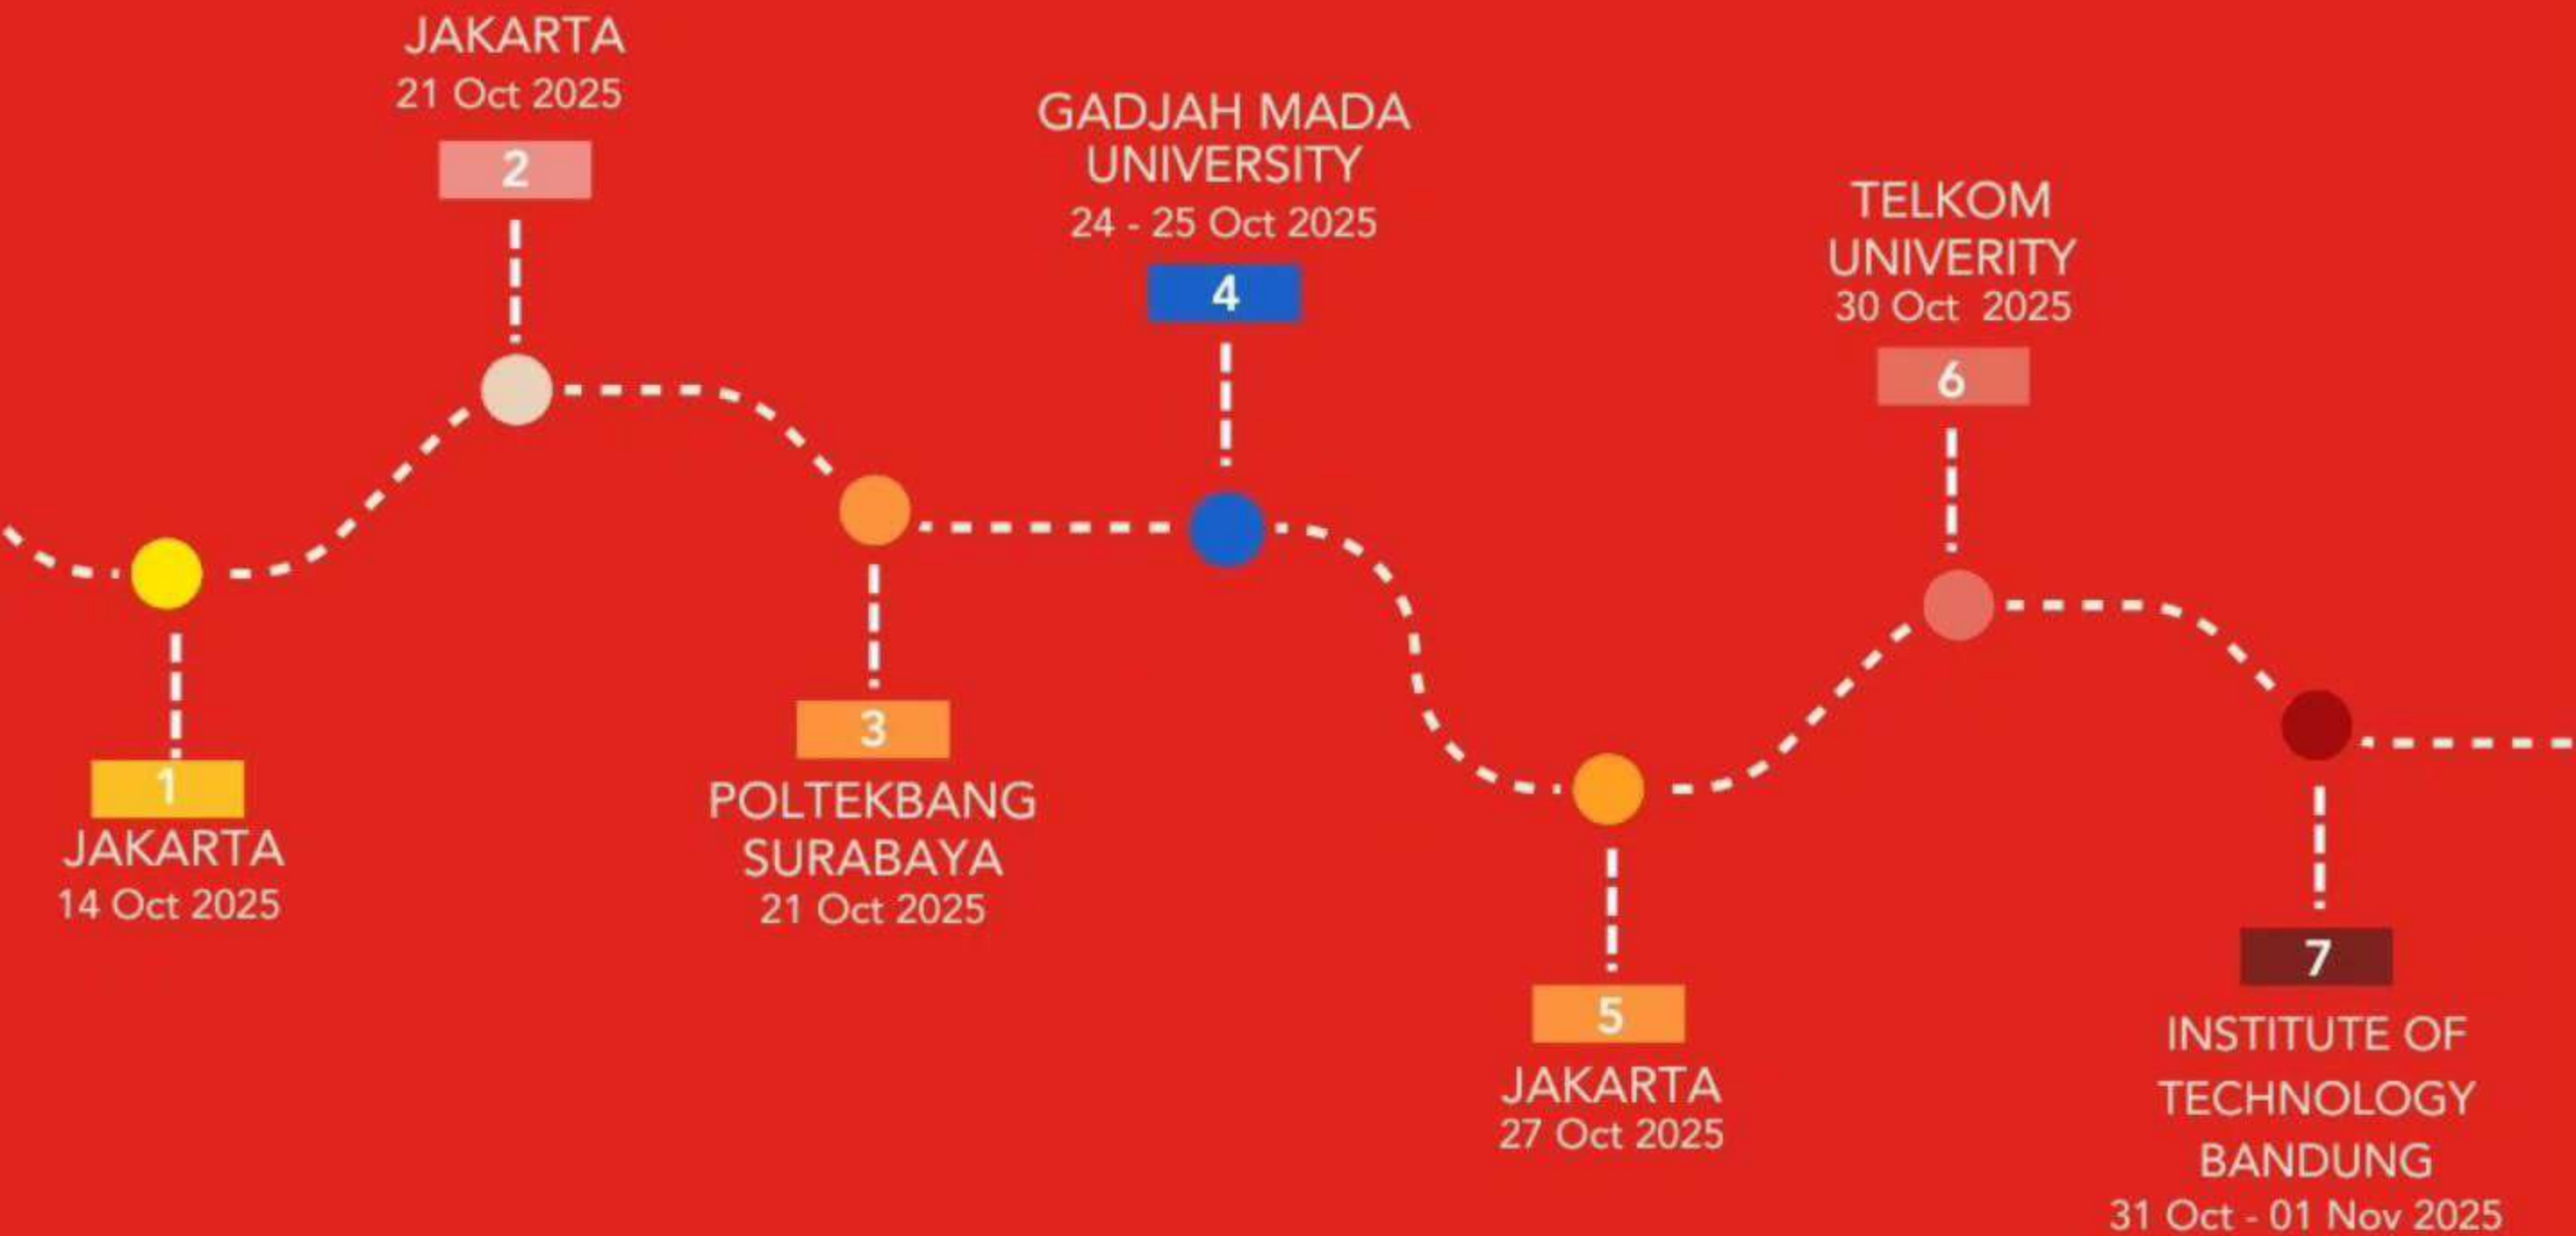 JAKARTA
14 Oct 2025
1
JAKARTA
21 Oct 2025
2
3
POLTEKBANG
SURABAYA
21 Oct 2025
GADJAH MADA
UNIVERSITY
24 - 25 Oct 2025
4
5
JAKARTA
27 Oct 2025
TELKOM
UNIVERITY
30 Oct 2025
6
7
INSTITUTE OF
TECHNOLOGY
BANDUNG
31 Oct - 01 Nov 2025